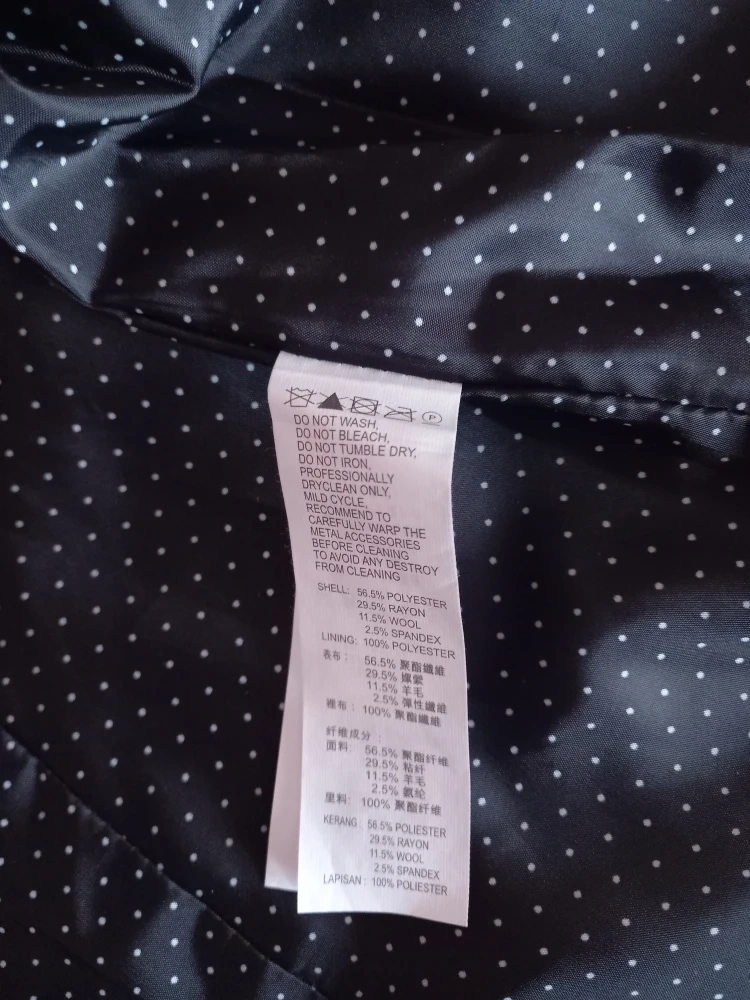 P
DO NOT WASH,
DO NOT BLEACH,
DO NOT TUMBLE DRY,
DO NOT IRON,
PROFESSIONALLY
DRYCLEAN ONLY,
MILD CYCLE,
RECOMMEND TO
CAREFULLY WARP THE
METAL ACCESSORIES
BEFORE CLEANING
TO AVOID ANY DESTROY
FROM CLEANING
SHELL: 56.5% POLYESTER
29.5% RAYON
11.5% WOOL
2.5% SPANDEX
LINING: 100% POLYESTER
表布: 56.5% 聚酯纖維
29.5% 嫘縈
11.5% 羊毛
2.5% 彈性纖維
裡布: 100% 聚酯纖維
纤维成分:
面料: 56.5% 聚酯纤维
29.5% 粘纤
11.5% 羊毛
2.5% 氨纶
里料: 100% 聚酯纤维
KERANG: 56.5% POLIESTER
29.5% RAYON
11.5% WOOL
2.5% SPANDEX
LAPISAN : 100% POLIESTER